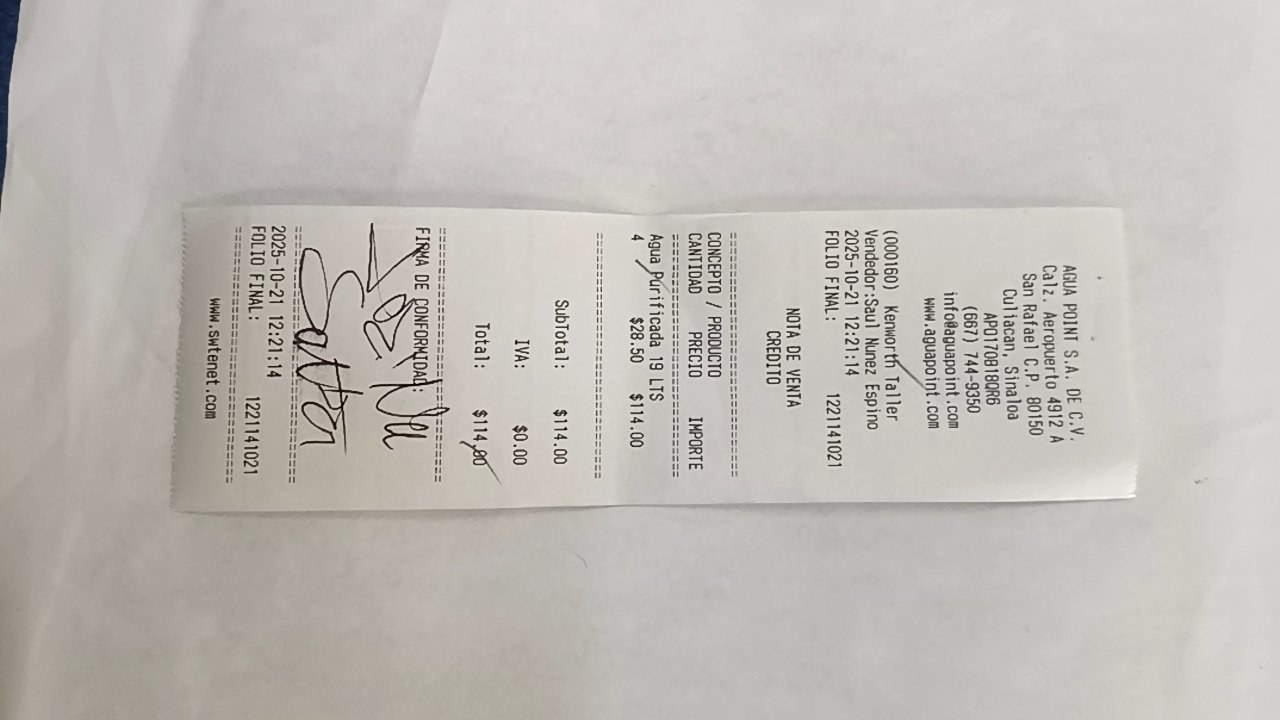 AGUA POINT S.A. DE C.V.
Calz. Aeropuerto 4912 A
San Rafael C.P. 80150
Culiacan, Sinaloa
APO170818QR6
(667) 744-9350
info@aguapoint.com
www.aguapoint.com
(000160) Kenworth Taller
Vendedor:Saul Nunez Espino
2025-10-21 12:21:14
FOLIO FINAL: 1221141021
NOTA DE VENTA
CREDITO
CONCEPTO / PRODUCTO
CANTIDAD PRECIO IMPORTE
Agua Purificada 19 LTS
4 $28.50 $114.00
SubTotal: $114.00
IVA: $0.00
Total: $114.00
FIRMA DE CONFORMIDAD:
2025-10-21 12:21:14
FOLIO FINAL: 1221141021
www.swtenet.com